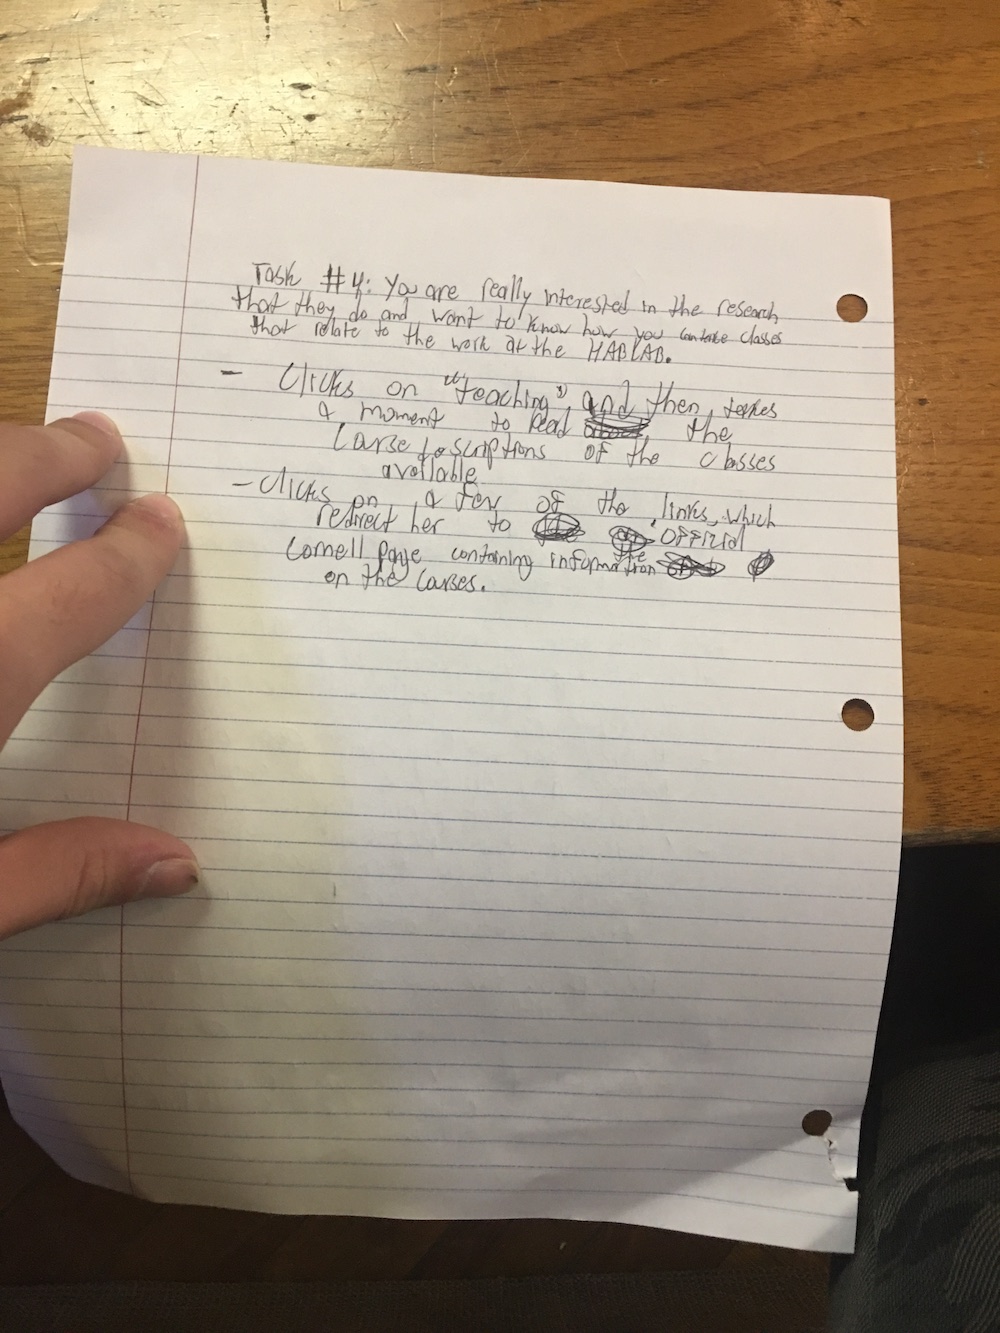 Task #4: You are really interested in the research
that they do and want to know how you can take classes
that relate to the work at the HABLAB.
- Clicks on "teaching" and then takes
a moment to read the
course descriptions of the classes
available
- clicks on a few of the links, which
redirect her to the official
Cornell page containing information
on the courses.